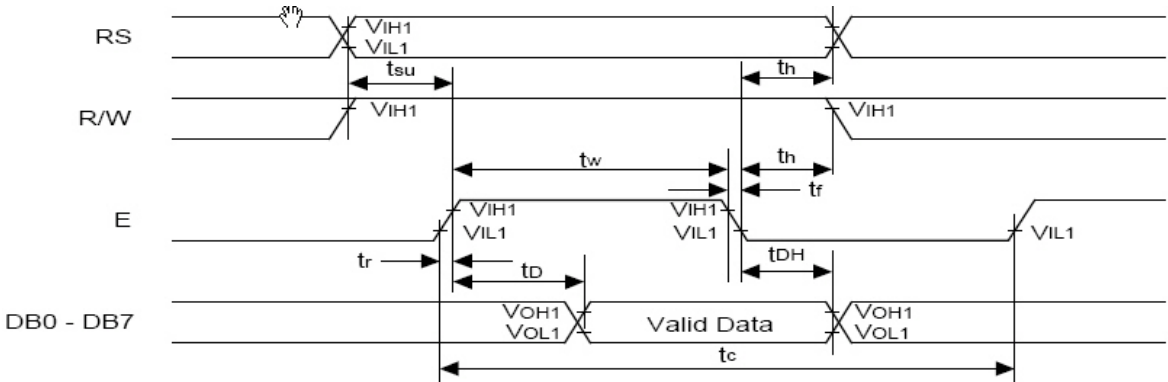 RS
VIH1
VIL1
tsu
th
R/W
VIH1
VIH1
tw
th
tf
E
VIH1
VIH1
VIL1
VIL1
VIL1
tr
tD
tDH
DB0 - DB7
VOH1
VOL1
Valid Data
VOH1
VOL1
tc